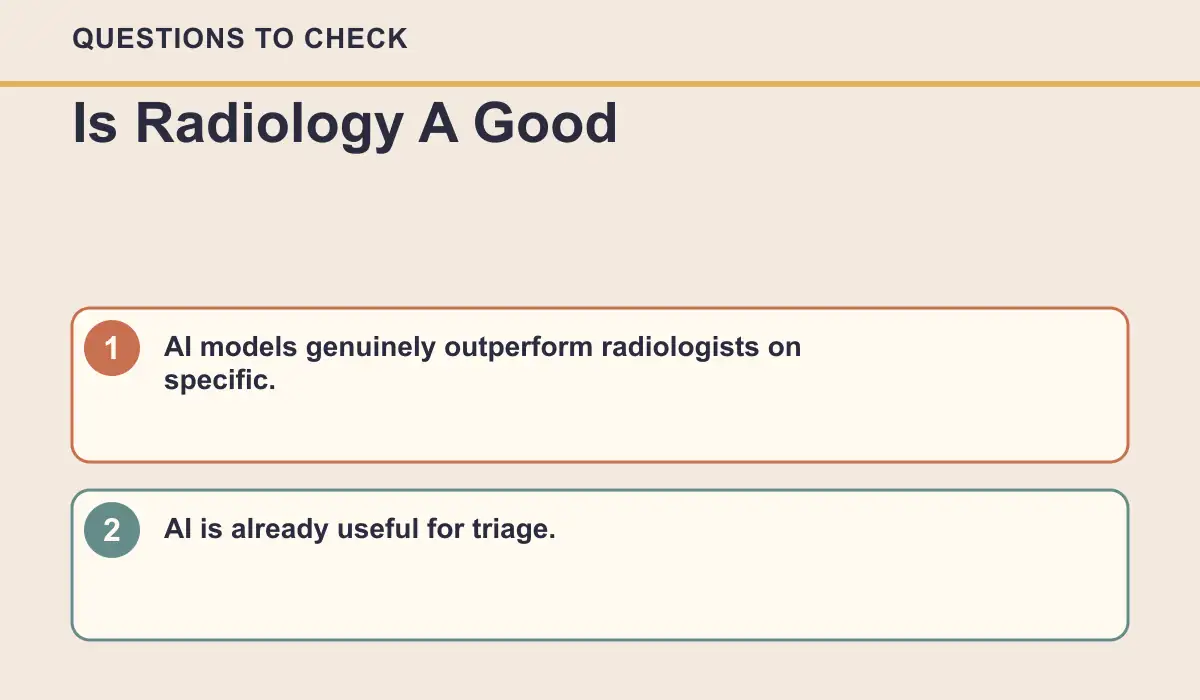 QUESTIONS TO CHECK
Is Radiology A Good
1
AI models genuinely outperform radiologists on
specific.
2
AI is already useful for triage.